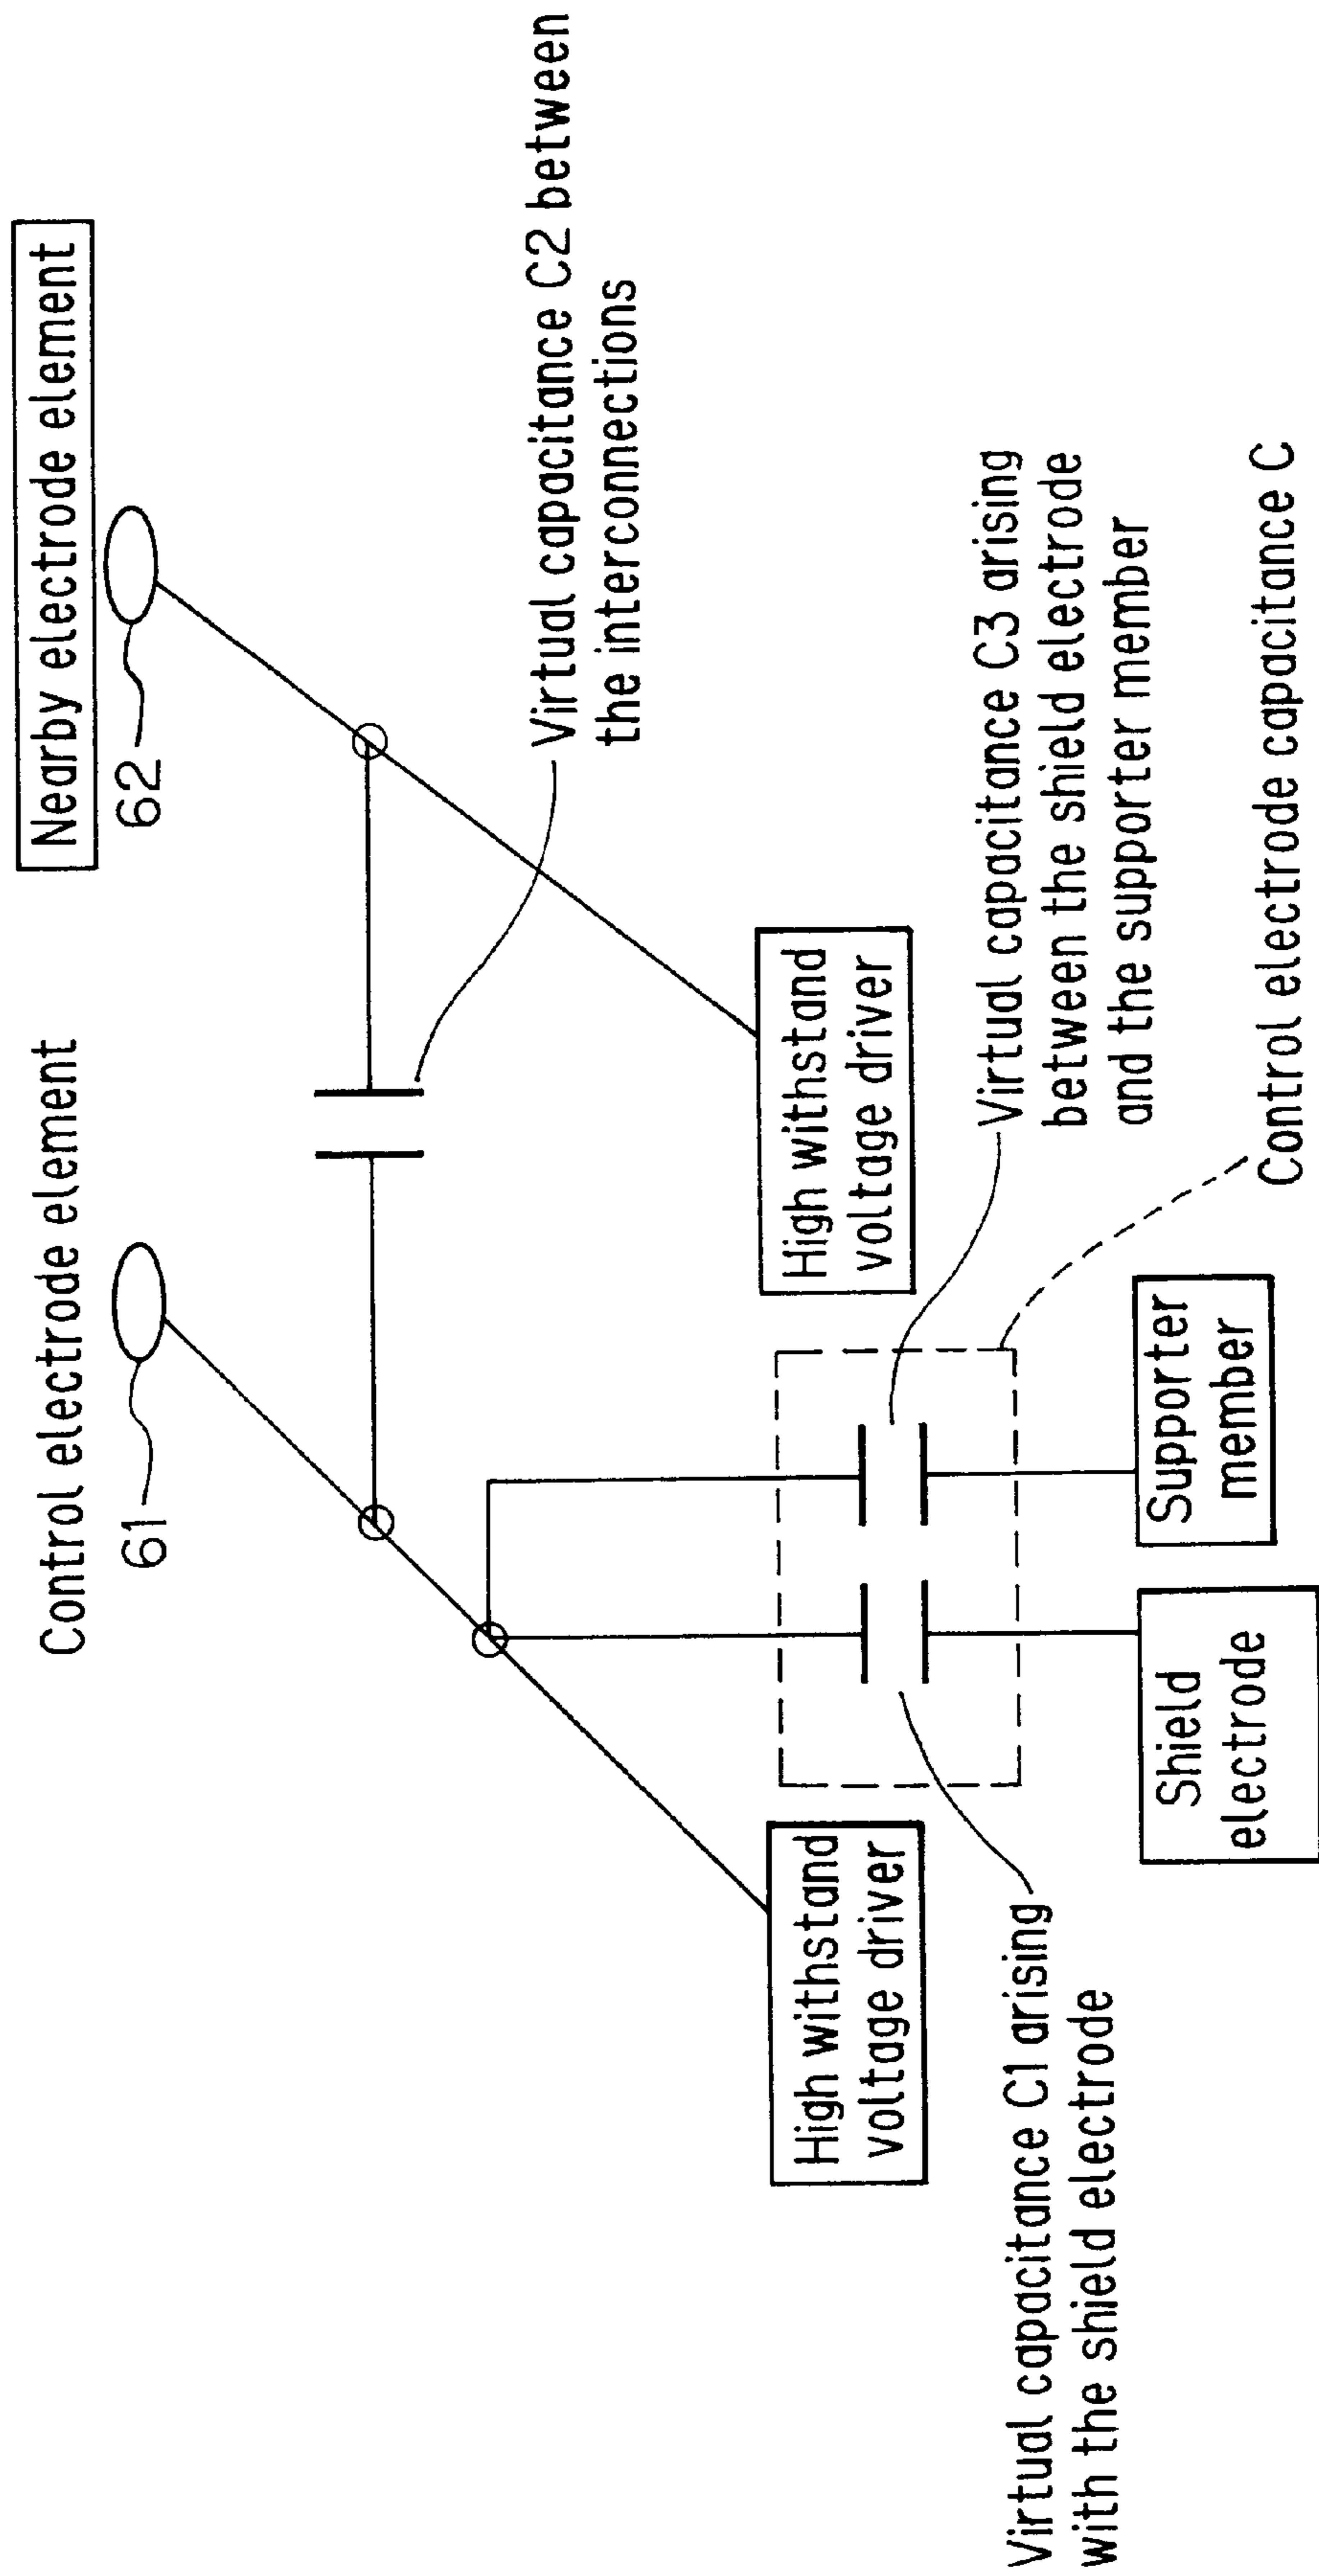 Control electrode element
61
Nearby electrode element
62
Virtual capacitance C2 between
the interconnections
High withstand
voltage driver
High withstand
voltage driver
Virtual capacitance C1 arising
with the shield electrode
Virtual capacitance C3 arising
between the shield electrode
and the supporter member
Shield
electrode
Supporter
member
Control electrode capacitance C